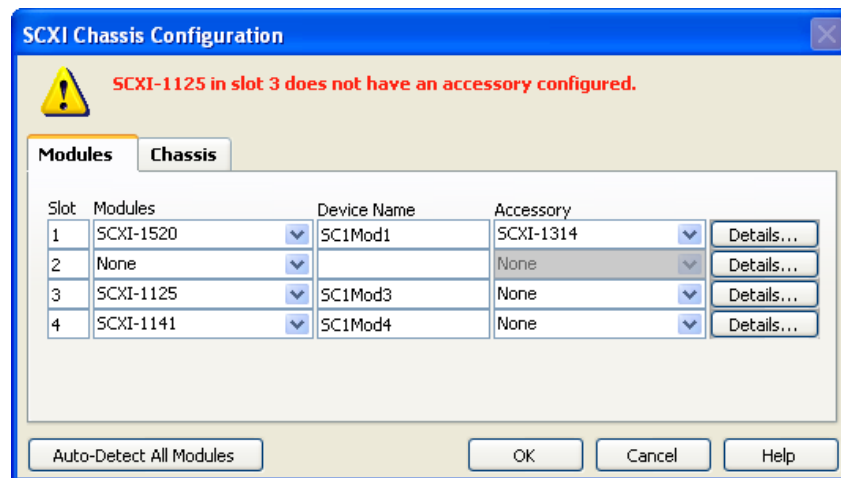 SCXI Chassis Configuration
SCXI-1125 in slot 3 does not have an accessory configured.
Modules Chassis
Slot Modules Device Name Accessory
1 SCXI-1520 SC1Mod1 SCXI-1314 Details...
2 None None Details...
3 SCXI-1125 SC1Mod3 None Details...
4 SCXI-1141 SC1Mod4 None Details...
Auto-Detect All Modules OK Cancel Help